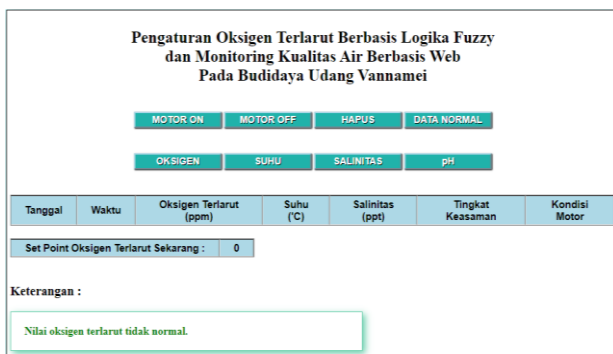 Pengaturan Oksigen Terlarut Berbasis Logika Fuzzy
dan Monitoring Kualitas Air Berbasis Web
Pada Budidaya Udang Vannamei
MOTOR ON MOTOR OFF HAPUS DATA NORMAL
OKSIGEN SUHU SALINITAS pH
Tanggal Waktu Oksigen Terlarut (ppm) Suhu (°C) Salinitas (ppt) Tingkat Keasaman Kondisi Motor
Set Point Oksigen Terlarut Sekarang : 0
Keterangan :
Nilai oksigen terlarut tidak normal.